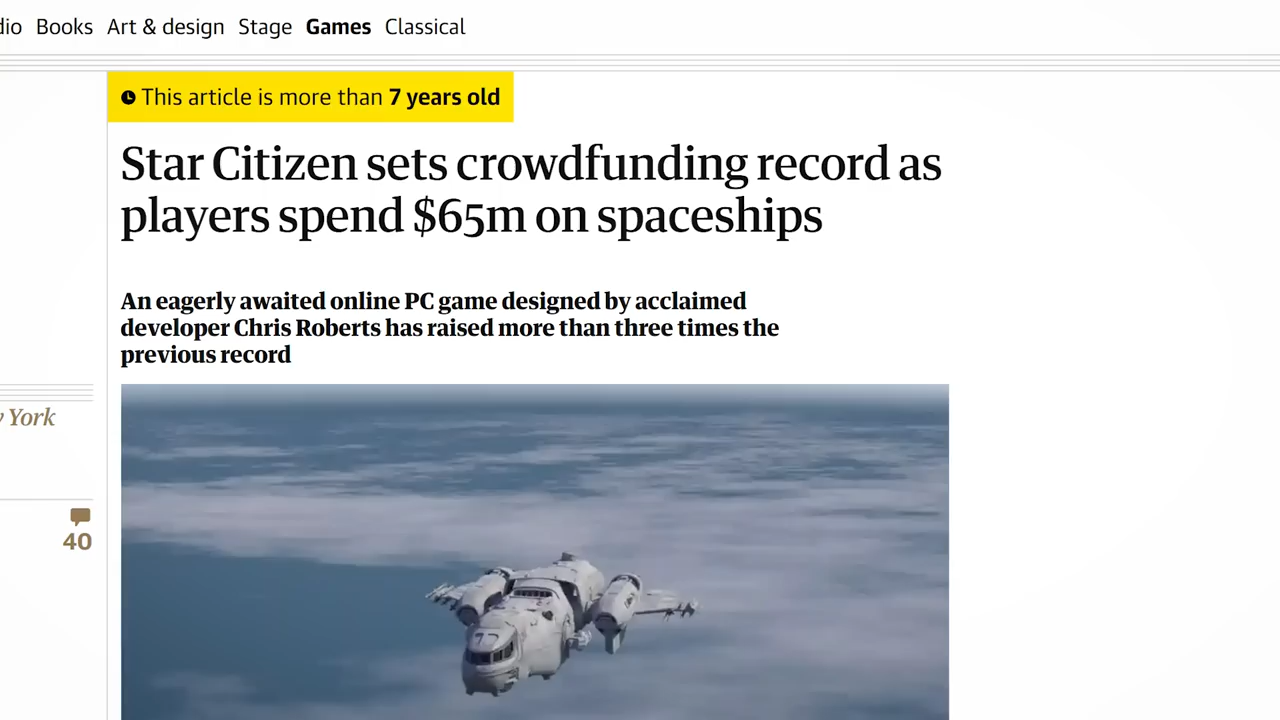 Books Art & design Stage Games Classical
This article is more than 7 years old
Star Citizen sets crowdfunding record as
players spend $65m on spaceships
An eagerly awaited online PC game designed by acclaimed
developer Chris Roberts has raised more than three times the
previous record
York
40